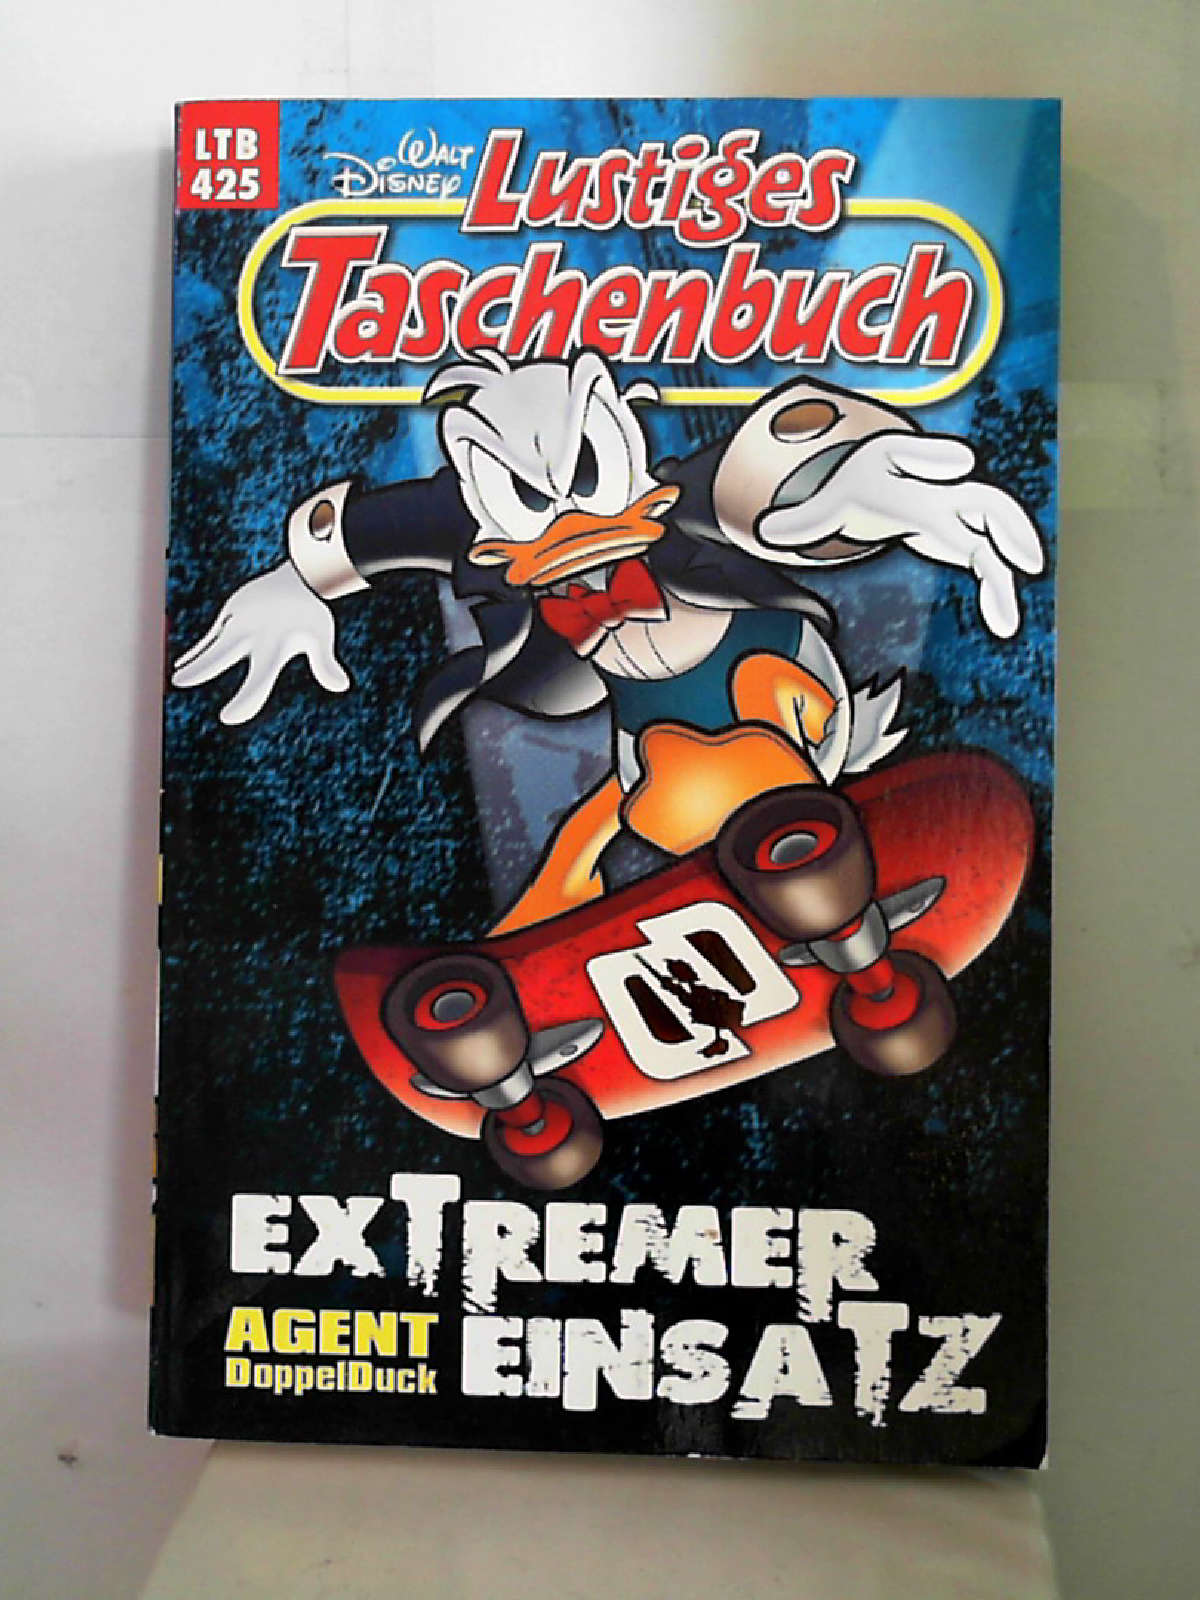 LTB
425
WALT
DISNEY
Lustiges
Taschenbuch
EXTREMER
AGENT
DoppelDuck
EINSATZ